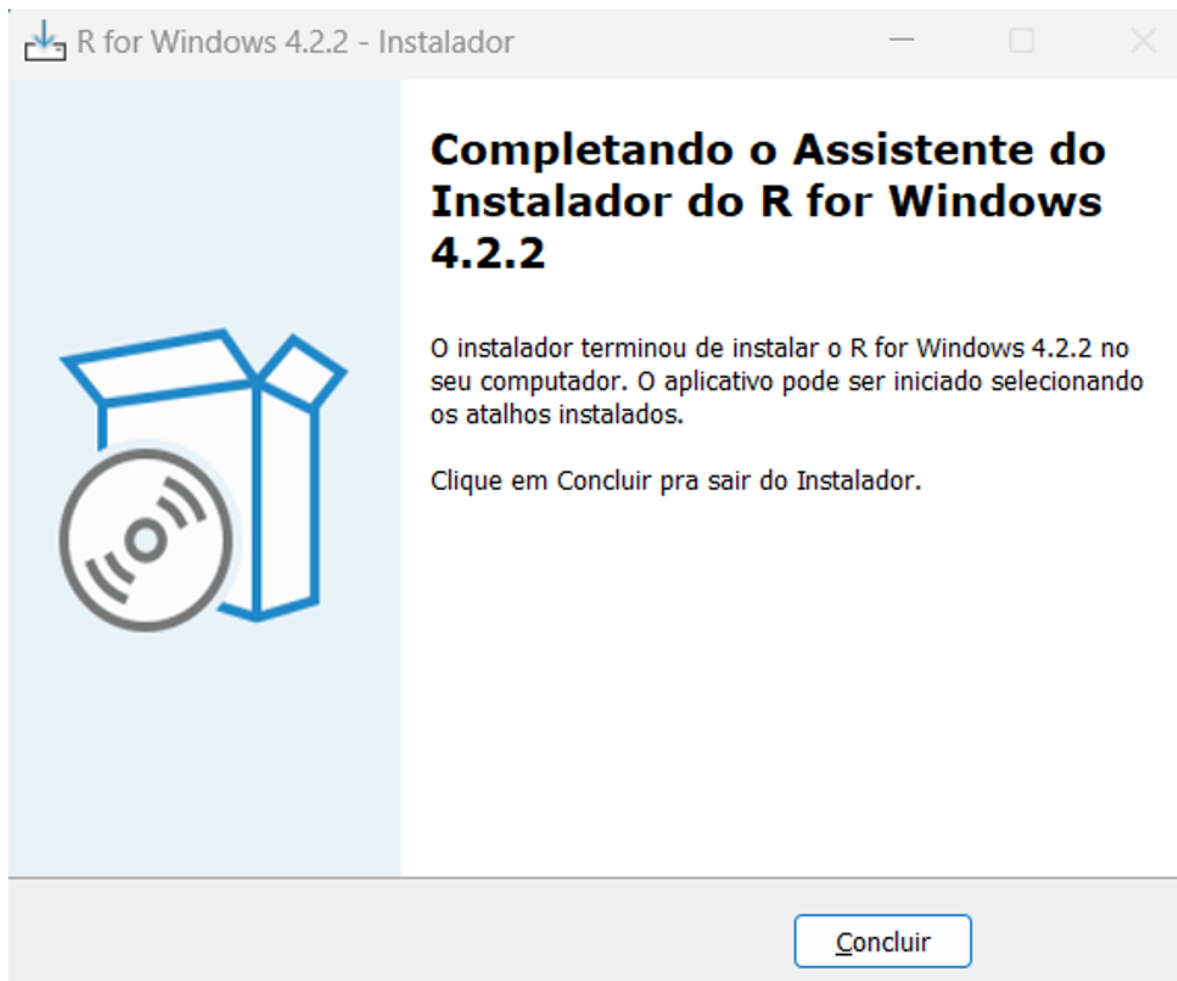 R for Windows 4.2.2 - Instalador
Completando o Assistente do
Instalador do R for Windows
4.2.2
O instalador terminou de instalar o R for Windows 4.2.2 no
seu computador. O aplicativo pode ser iniciado selecionando
os atalhos instalados.
Clique em Concluir pra sair do Instalador.
Concluir